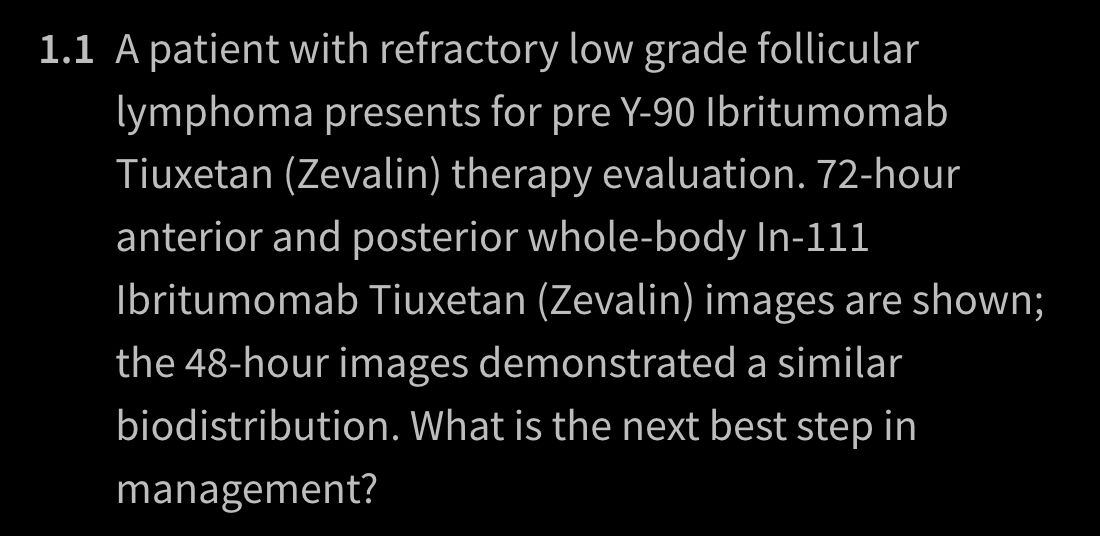 1.1 A patient with refractory low grade follicular
lymphoma presents for pre Y-90 Ibritumomab
Tiuxetan (Zevalin) therapy evaluation. 72-hour
anterior and posterior whole-body In-111
Ibritumomab Tiuxetan (Zevalin) images are shown;
the 48-hour images demonstrated a similar
biodistribution. What is the next best step in
management?